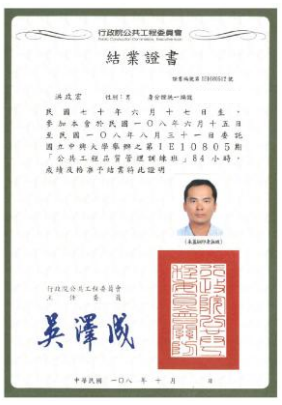 行政院公共工程委員會
結業證書
洪政宏 性別：男 身分證統一編號
民國七十年六月十七日生，
參加本會於民國一〇八年六月十五日
至民國一〇八年八月三十一日委託
國立中興大學舉辦之第IE10805期
「公共工程品質管理訓練班」84小時，
成績及格准予結業特此證明
行政院公共工程委員會
主任委員
吳澤成
中華民國 一〇八 年 十 月 日